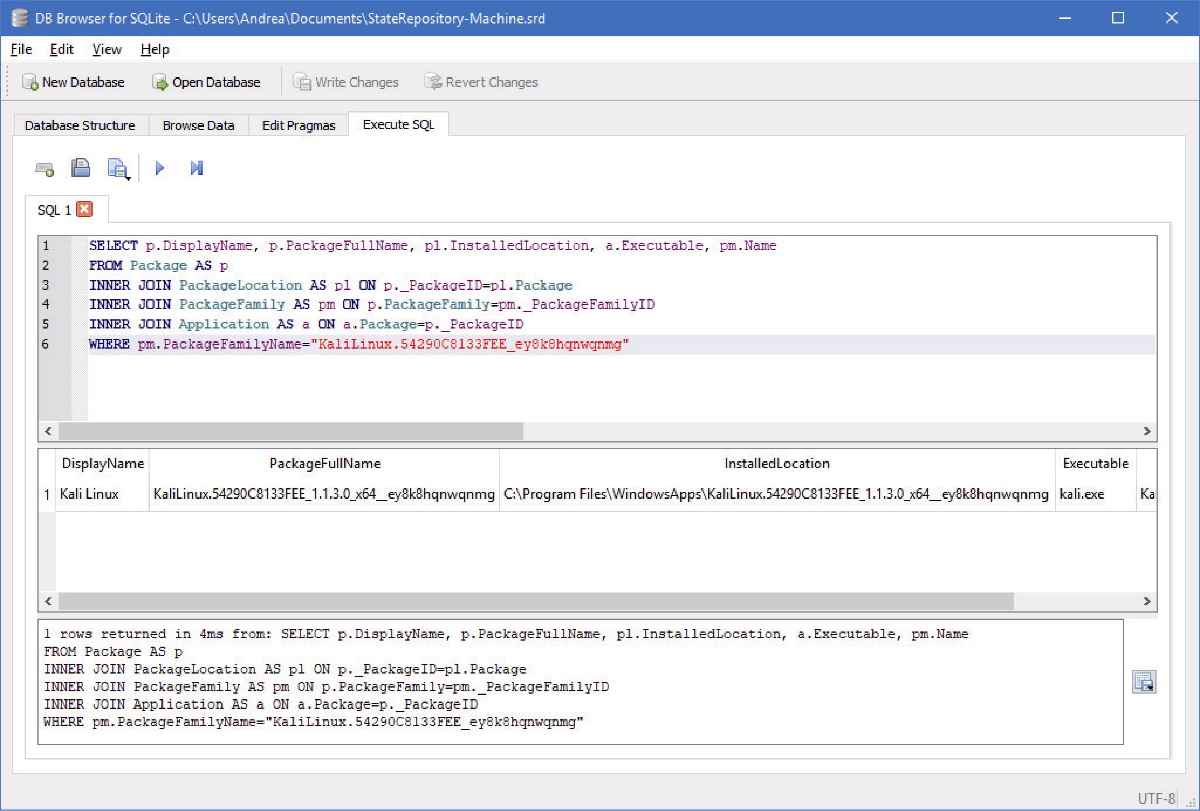 DB Browser for SQLite - C:\Users\Andrea\Documents\StateRepository-Machine.srd
File Edit View Help
New Database Open Database Write Changes Revert Changes
Database Structure Browse Data Edit Pragmas Execute SQL
SQL 1
1 SELECT p.DisplayName, p.PackageFullName, pl.InstalledLocation, a.Executable, pm.Name
2 FROM Package AS p
3 INNER JOIN PackageLocation AS pl ON p._PackageID=pl.Package
4 INNER JOIN PackageFamily AS pm ON p.PackageFamily=pm._PackageFamilyID
5 INNER JOIN Application AS a ON a.Package=p._PackageID
6 WHERE pm.PackageFamilyName="KaliLinux.54290C8133FEE_ey8k8hqnwqnmg"
DisplayName PackageFullName InstalledLocation Executable
1 Kali Linux KaliLinux.54290C8133FEE_1.1.3.0_x64__ey8k8hqnwqnmg C:\Program Files\WindowsApps\KaliLinux.54290C8133FEE_1.1.3.0_x64__ey8k8hqnwqnmg kali.exe Ka
1 rows returned in 4ms from: SELECT p.DisplayName, p.PackageFullName, pl.InstalledLocation, a.Executable, pm.Name
FROM Package AS p
INNER JOIN PackageLocation AS pl ON p._PackageID=pl.Package
INNER JOIN PackageFamily AS pm ON p.PackageFamily=pm._PackageFamilyID
INNER JOIN Application AS a ON a.Package=p._PackageID
WHERE pm.PackageFamilyName="KaliLinux.54290C8133FEE_ey8k8hqnwqnmg"
UTF-8